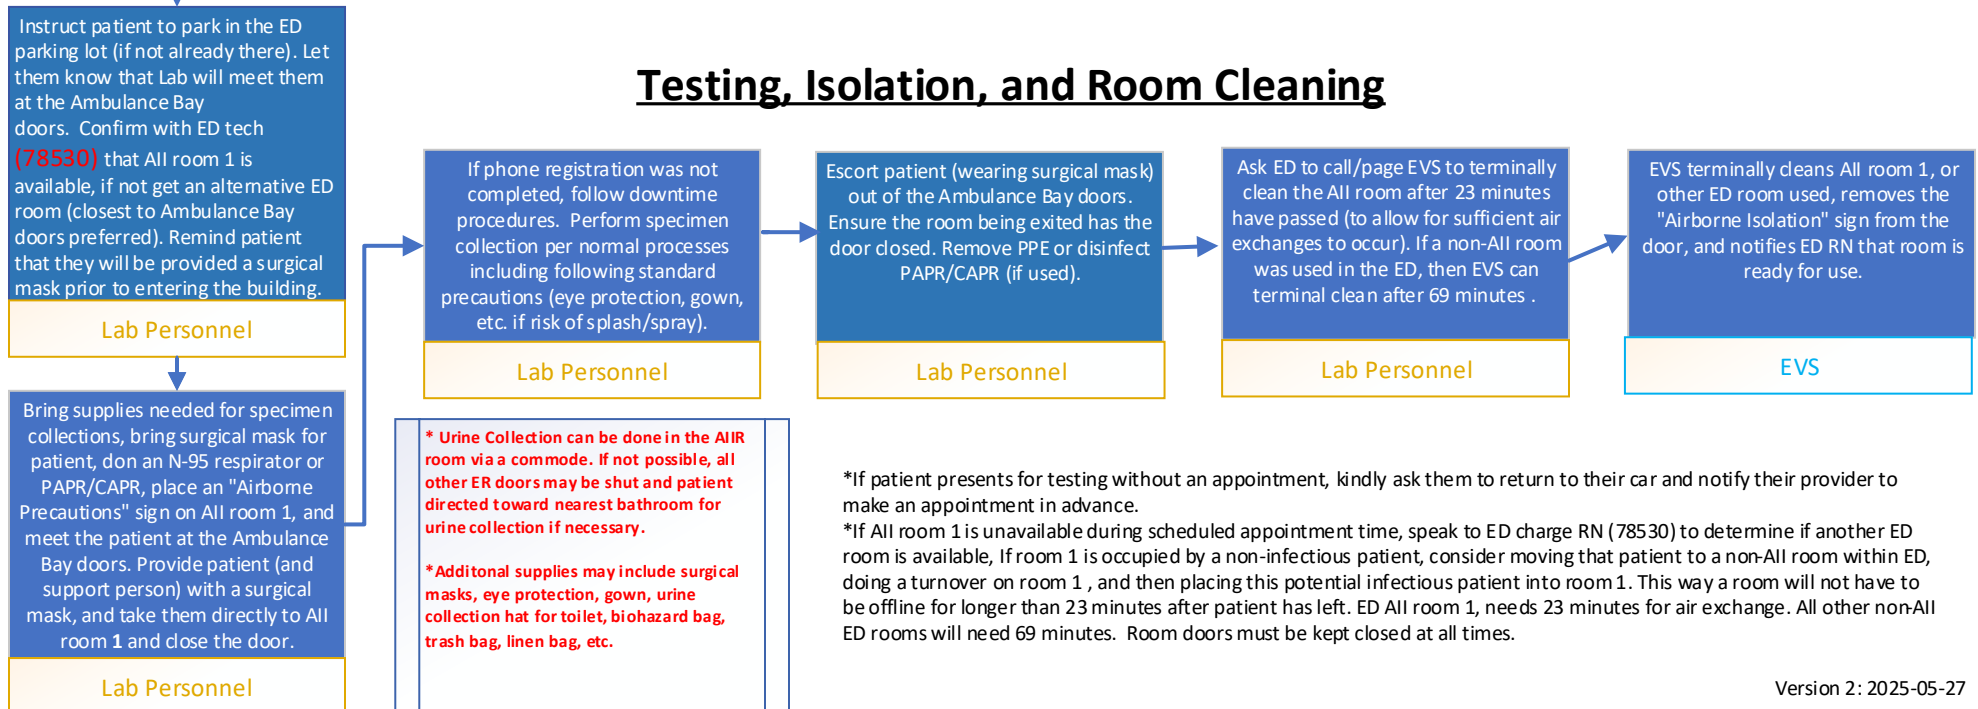 Instruct patient to park in the ED
parking lot (if not already there). Let
them know that Lab will meet them
at the Ambulance Bay
doors. Confirm with ED tech
(78530) that AII room 1 is
available, if not get an alternative ED
room (closest to Ambulance Bay
doors preferred). Remind patient
that they will be provided a surgical
mask prior to entering the building.
Lab Personnel
Bring supplies needed for specimen
collections, bring surgical mask for
patient, don an N-95 respirator or
PAPR/CAPR, place an "Airborne
Precautions" sign on AII room 1, and
meet the patient at the Ambulance
Bay doors. Provide patient (and
support person) with a surgical
mask, and take them directly to AII
room 1 and close the door.
Lab Personnel
Testing, Isolation, and Room Cleaning
If phone registration was not
completed, follow downtime
procedures. Perform specimen
collection per normal processes
including following standard
precautions (eye protection, gown,
etc. if risk of splash/spray).
Lab Personnel
Escort patient (wearing surgical mask)
out of the Ambulance Bay doors.
Ensure the room being exited has the
door closed. Remove PPE or disinfect
PAPR/CAPR (if used).
Lab Personnel
Ask ED to call/page EVS to terminally
clean the AII room after 23 minutes
have passed (to allow for sufficient air
exchanges to occur). If a non-AII room
was used in the ED, then EVS can
terminal clean after 69 minutes .
Lab Personnel
EVS terminally cleans AII room 1, or
other ED room used, removes the
"Airborne Isolation" sign from the
door, and notifies ED RN that room is
ready for use.
EVS
* Urine Collection can be done in the AIIR
room via a commode. If not possible, all
other ER doors may be shut and patient
directed toward nearest bathroom for
urine collection if necessary.
*Additonal supplies may include surgical
masks, eye protection, gown, urine
collection hat for toilet, biohazard bag,
trash bag, linen bag, etc.
*If patient presents for testing without an appointment, kindly ask them to return to their car and notify their provider to
make an appointment in advance.
*If AII room 1 is unavailable during scheduled appointment time, speak to ED charge RN (78530) to determine if another ED
room is available, If room 1 is occupied by a non-infectious patient, consider moving that patient to a non-AII room within ED,
doing a turnover on room 1 , and then placing this potential infectious patient into room 1. This way a room will not have to
be offline for longer than 23 minutes after patient has left. ED AII room 1, needs 23 minutes for air exchange. All other non-AII
ED rooms will need 69 minutes. Room doors must be kept closed at all times.
Version 2: 2025-05-27